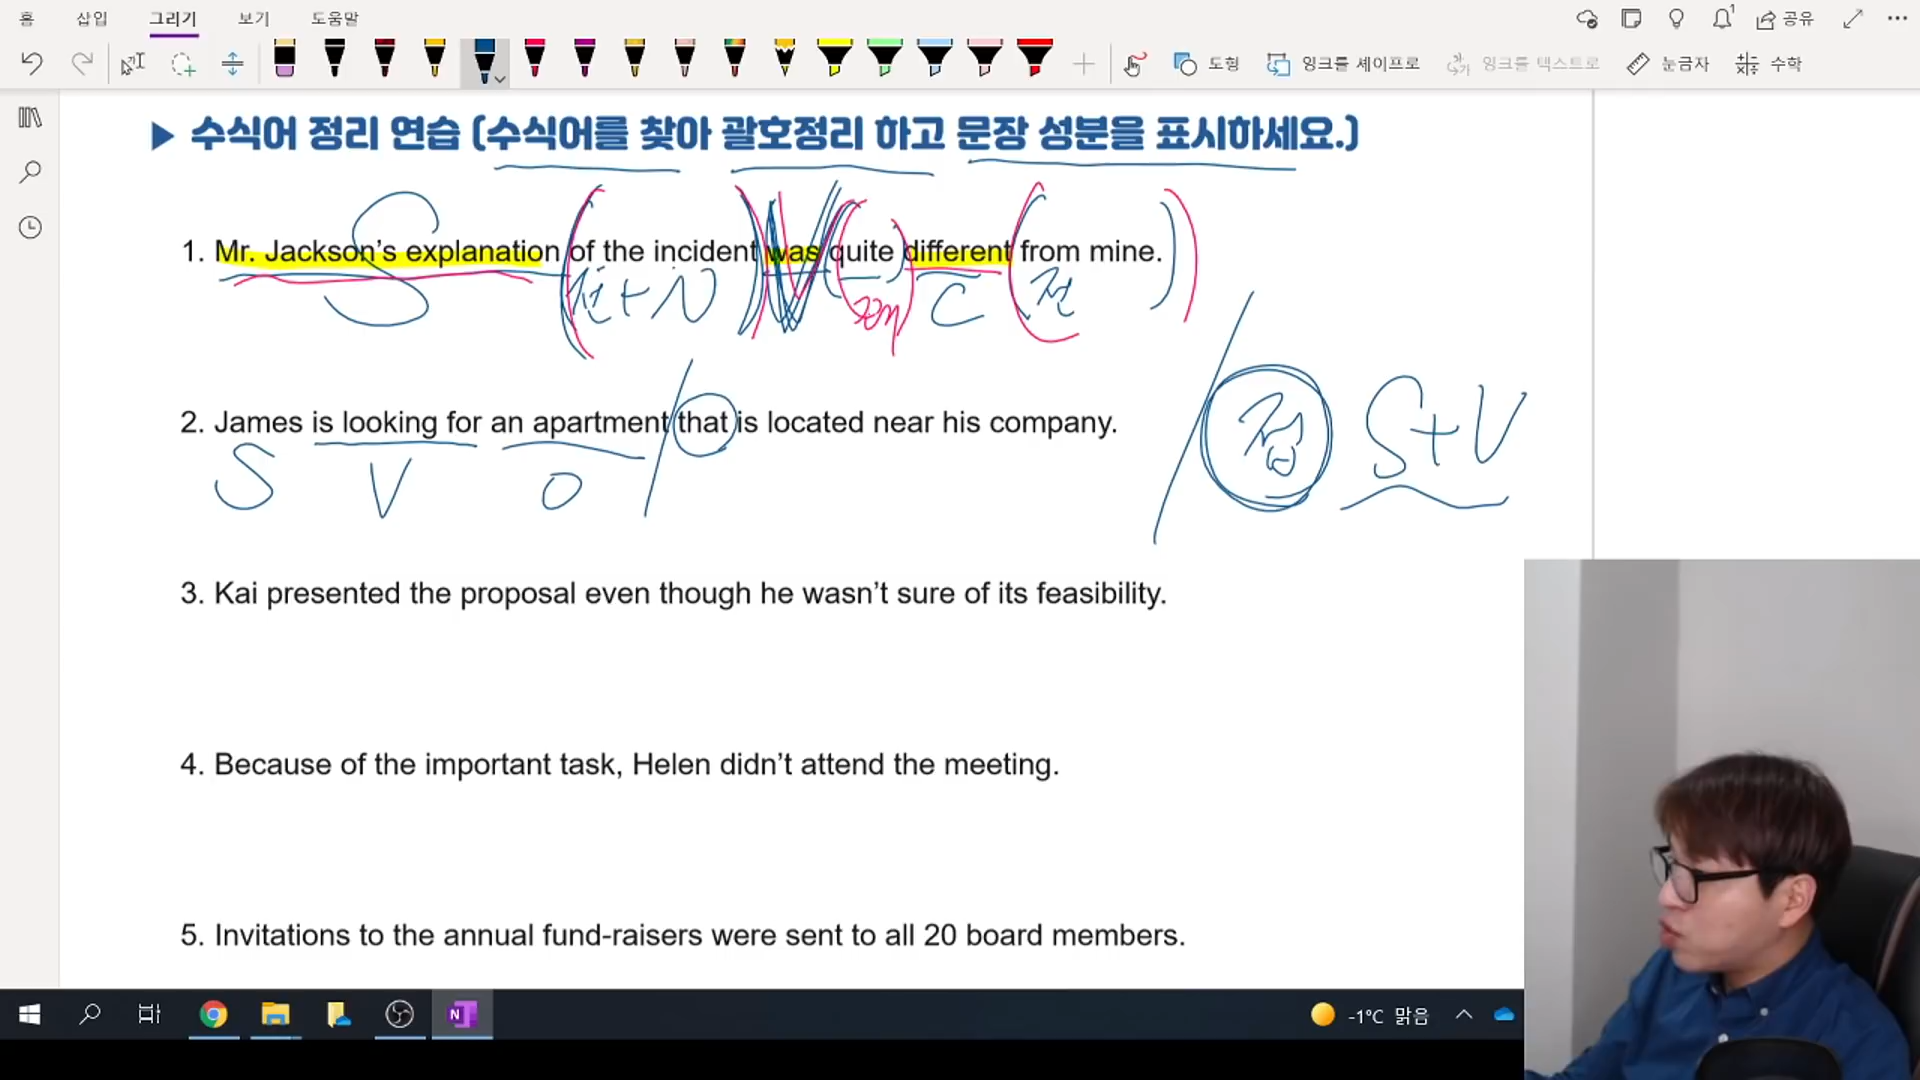 홈 삽입 그리기 보기 도움말 1 공유
도형 잉크를 셰이프로 잉크를 텍스트로 눈금자 수학
▶ 수식어 정리 연습 (수식어를 찾아 괄호정리 하고 문장 성분을 표시하세요.)
S V
1. Mr. Jackson's explanation of the incident was quite different from mine.
전+N C 전
2. James is looking for an apartment that is located near his company.
S V O
접 S+V
3. Kai presented the proposal even though he wasn't sure of its feasibility.
4. Because of the important task, Helen didn't attend the meeting.
5. Invitations to the annual fund-raisers were sent to all 20 board members.
N -1°C 맑음